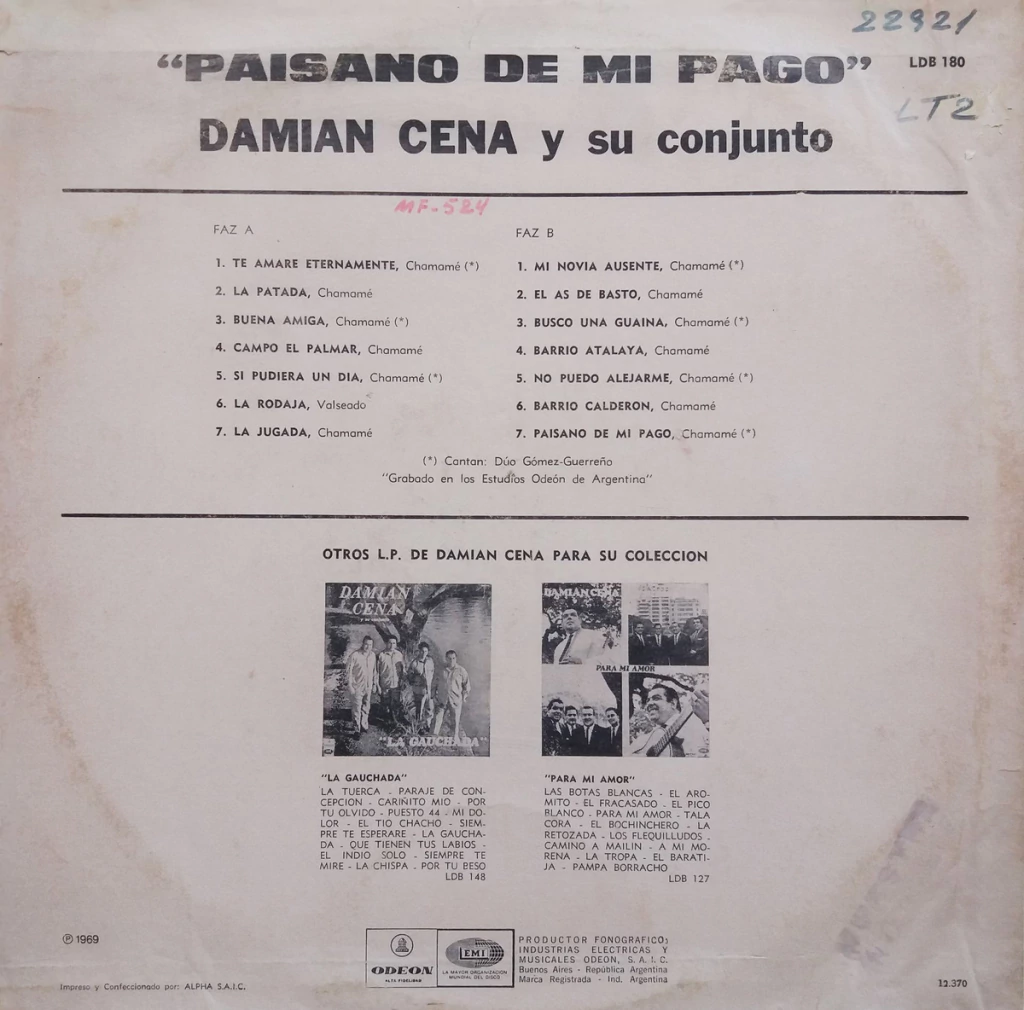 22921
"PAISANO DE MI PAGO"
LDB 180
LT2
DAMIAN CENA y su conjunto
MF-524
FAZ A
1. TE AMARE ETERNAMENTE, Chamamé (*)
2. LA PATADA, Chamamé
3. BUENA AMIGA, Chamamé (*)
4. CAMPO EL PALMAR, Chamamé
5. SI PUDIERA UN DIA, Chamamé (*)
6. LA RODAJA, Valseado
7. LA JUGADA, Chamamé
FAZ B
1. MI NOVIA AUSENTE, Chamamé (*)
2. EL AS DE BASTO, Chamamé
3. BUSCO UNA GUAINA, Chamamé (*)
4. BARRIO ATALAYA, Chamamé
5. NO PUEDO ALEJARME, Chamamé (*)
6. BARRIO CALDERON, Chamamé
7. PAISANO DE MI PAGO, Chamamé (*)
(*) Cantan: Dúo Gómez-Guerreño
"Grabado en los Estudios Odeón de Argentina"
OTROS L.P. DE DAMIAN CENA PARA SU COLECCION
DAMIAN
CENA
"LA GAUCHADA"
DAMIAN CENA
PARA MI AMOR
"LA GAUCHADA"
LA TUERCA - PARAJE DE CON-
CEPCION - CARIÑITO MIO - POR
TU OLVIDO - PUESTO 44 - MI DO-
LOR - EL TIO CHACHO - SIEM-
PRE TE ESPERARE - LA GAUCHA-
DA - QUE TIENEN TUS LABIOS -
EL INDIO SOLO - SIEMPRE TE
MIRE - LA CHISPA - POR TU BESO
LDB 148
"PARA MI AMOR"
LAS BOTAS BLANCAS - EL ARO-
MITO - EL FRACASADO - EL PICO
BLANCO - PARA MI AMOR - TALA
CORA - EL BOCHINCHERO - LA
RETOZADA - LOS FLEQUILLUDOS -
CAMINO A MAILIN - A MI MO-
RENA - LA TROPA - EL BARATI-
JA - PAMPA BORRACHO
LDB 127
℗ 1969
Impreso y Confeccionado por: ALPHA S.A.I.C.
ODEON
ALTA FIDELIDAD
EMI
LA MAYOR ORGANIZACION
MUNDIAL DEL DISCO
PRODUCTOR FONOGRAFICO:
INDUSTRIAS ELECTRICAS Y
MUSICALES ODEON, S. A. I. C.
Buenos Aires - República Argentina
Marca Registrada - Ind. Argentina
12.370